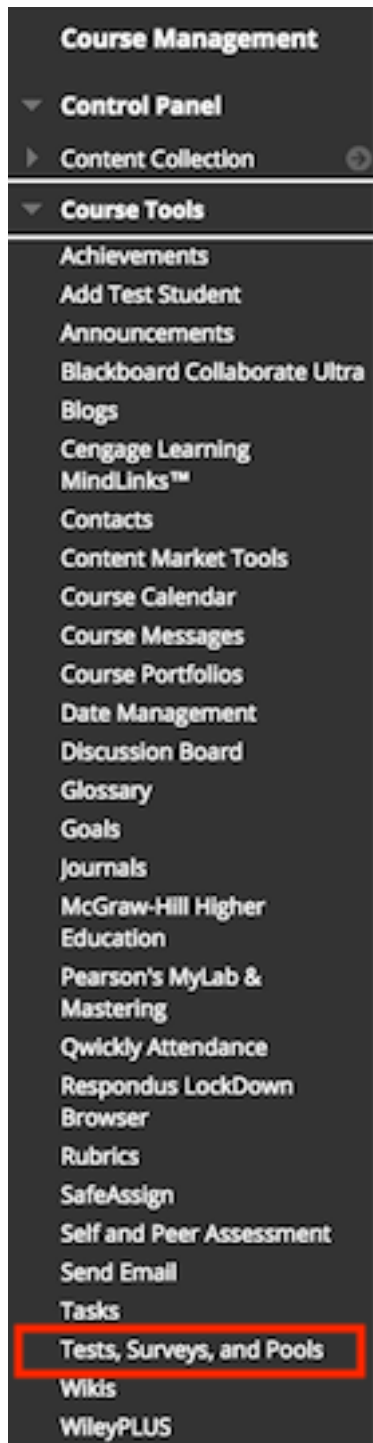 Course Management
Control Panel
Content Collection
Course Tools
Achievements
Add Test Student
Announcements
Blackboard Collaborate Ultra
Blogs
Cengage Learning
MindLinks™
Contacts
Content Market Tools
Course Calendar
Course Messages
Course Portfolios
Date Management
Discussion Board
Glossary
Goals
Journals
McGraw-Hill Higher
Education
Pearson's MyLab &
Mastering
Qwickly Attendance
Respondus LockDown
Browser
Rubrics
SafeAssign
Self and Peer Assessment
Send Email
Tasks
Tests, Surveys, and Pools
Wikis
WileyPLUS